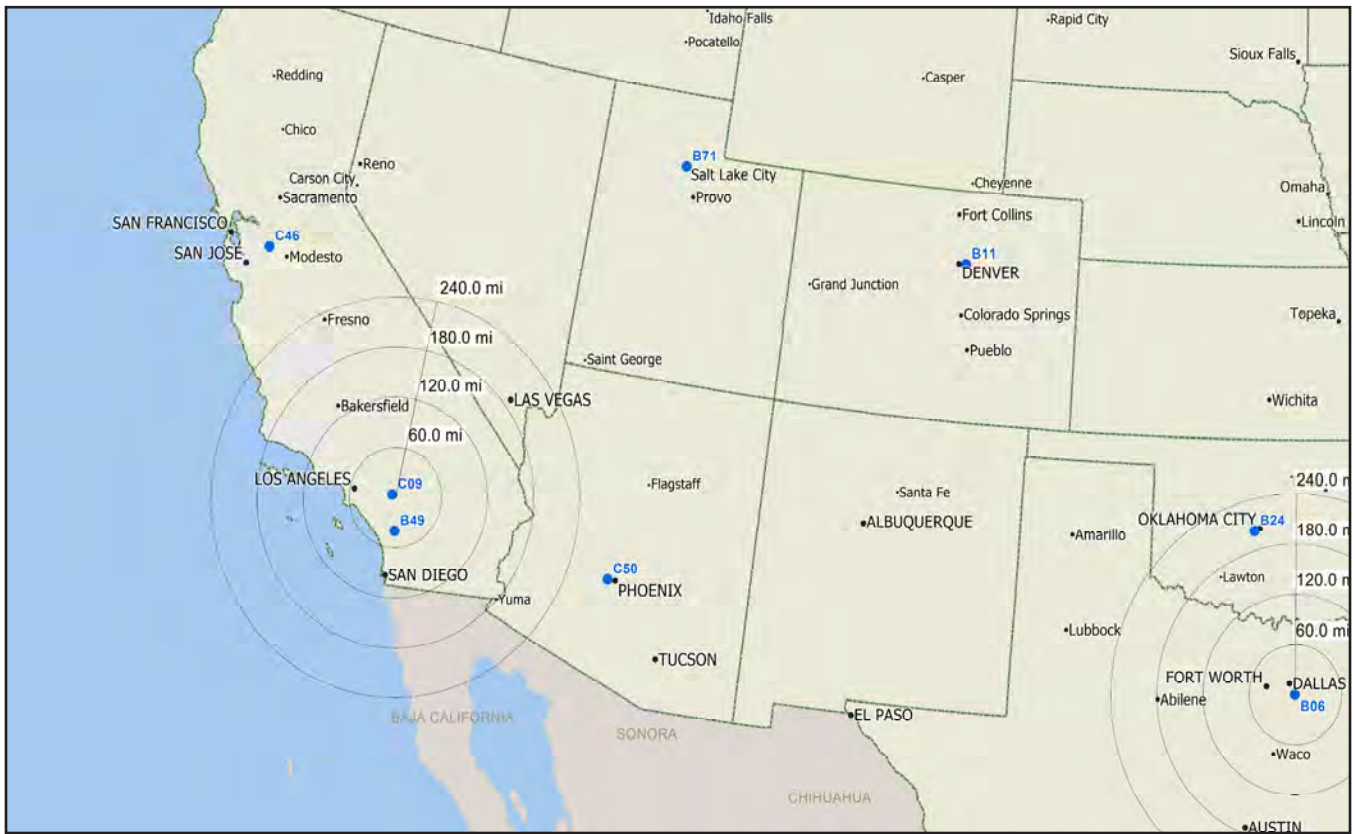 Idaho Falls
Rapid City
Pocatello
Sioux Falls
Redding
Casper
Chico
B71
Reno
Salt Lake City
Carson City
Cheyenne
Omaha
Sacramento
Provo
SAN FRANCISCO
Fort Collins
Lincoln
C46
SAN JOSE
Modesto
B11
DENVER
240.0 mi
Grand Junction
Fresno
Colorado Springs
Topeka
180.0 mi
Pueblo
Saint George
120.0 mi
Bakersfield
LAS VEGAS
Wichita
60.0 mi
LOS ANGELES
C09
Flagstaff
Santa Fe
240.0 m
B49
ALBUQUERQUE
OKLAHOMA CITY
B24
180.0 m
Amarillo
C50
SAN DIEGO
PHOENIX
Lawton
120.0 m
Yuma
Lubbock
60.0 mi
TUCSON
FORT WORTH
DALLAS
Abilene
B06
BAJA CALIFORNIA
EL PASO
SONORA
Waco
CHIHUAHUA
AUSTIN